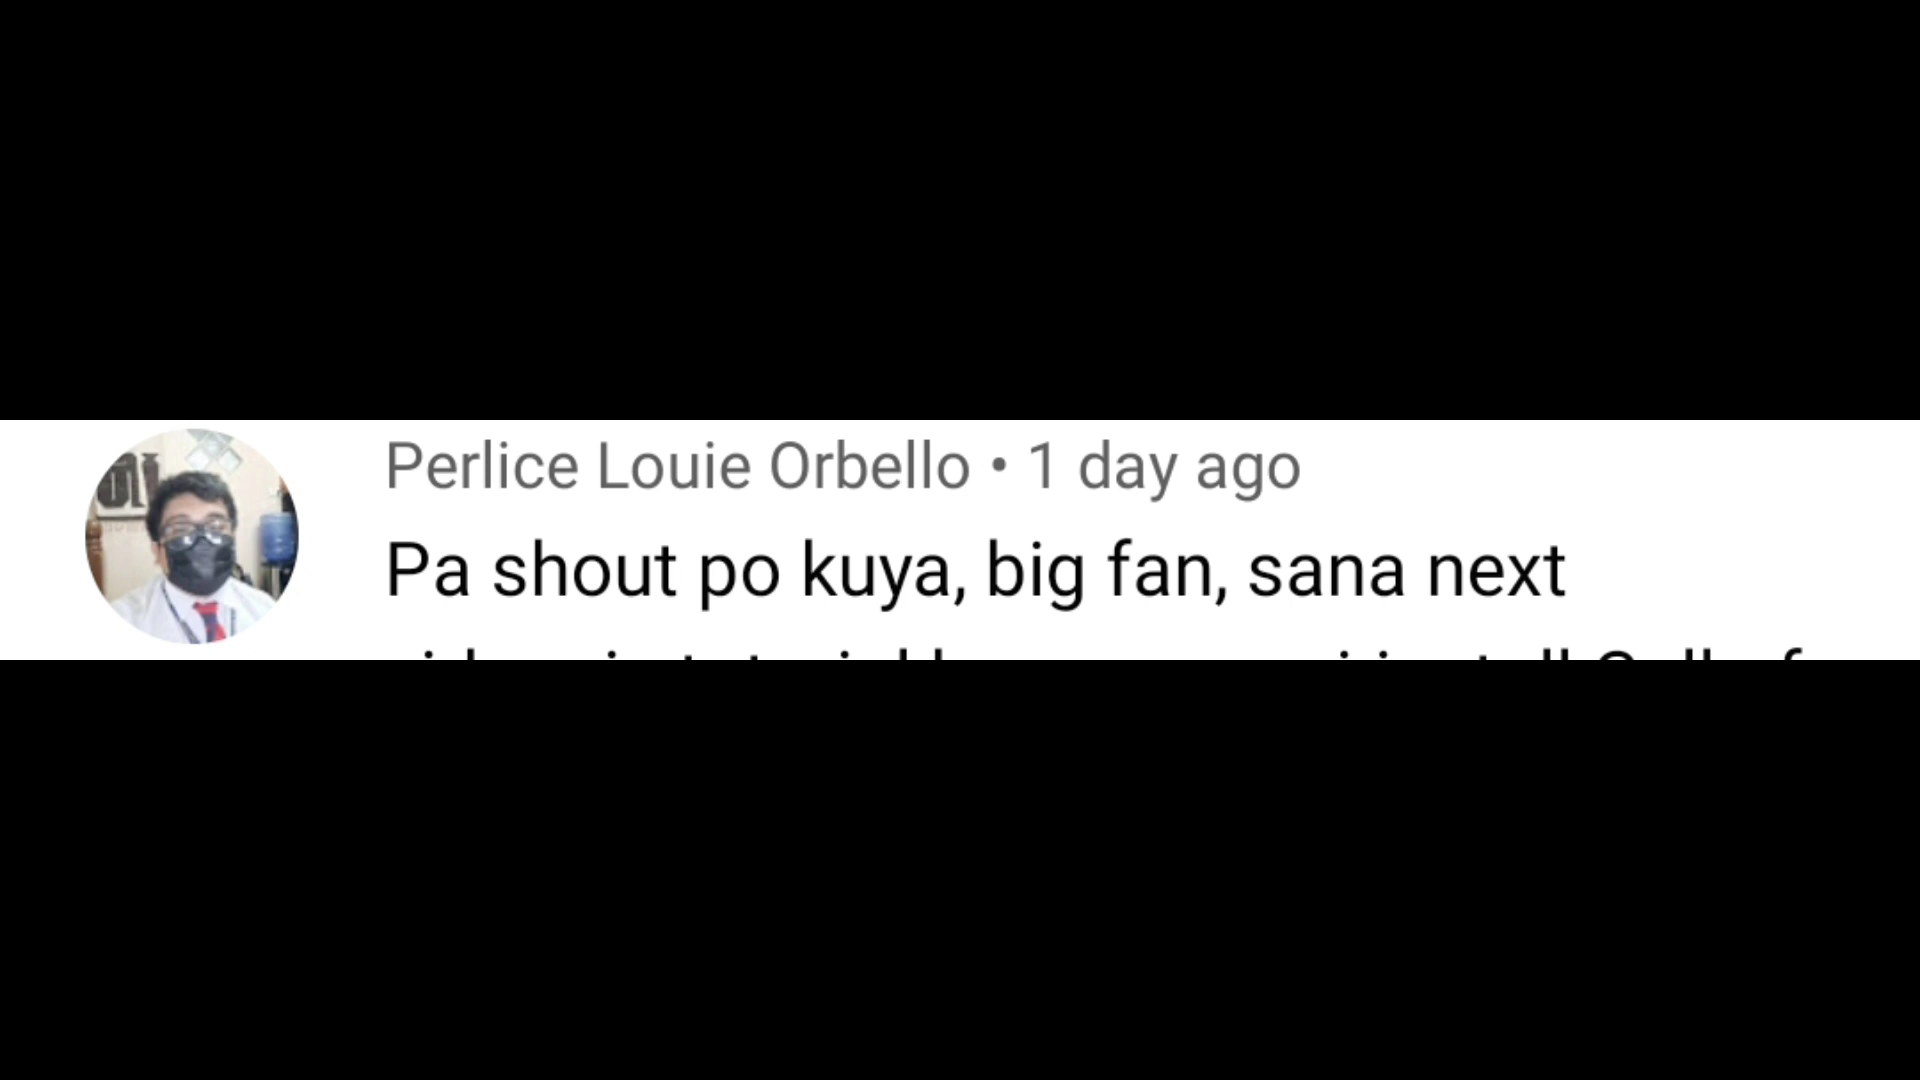 Perlice Louie Orbello • 1 day ago
Pa shout po kuya, big fan, sana next